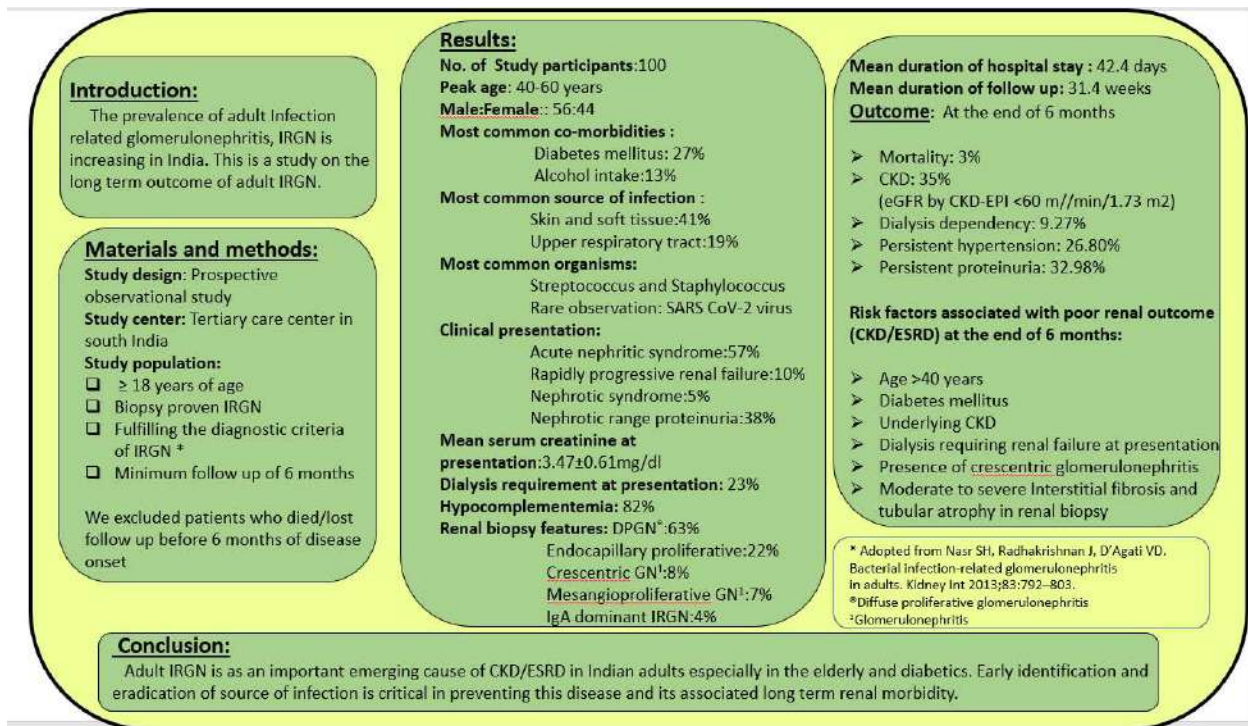 Introduction:
The prevalence of adult Infection
related glomerulonephritis, IRGN is
increasing in India. This is a study on the
long term outcome of adult IRGN.
Materials and methods:
Study design: Prospective
observational study
Study center: Tertiary care center in
south India
Study population:
❑ ≥ 18 years of age
❑ Biopsy proven IRGN
❑ Fulfilling the diagnostic criteria
of IRGN *
❑ Minimum follow up of 6 months
We excluded patients who died/lost
follow up before 6 months of disease
onset
Results:
No. of Study participants:100
Peak age: 40-60 years
Male:Female:: 56:44
Most common co-morbidities :
Diabetes mellitus: 27%
Alcohol intake:13%
Most common source of infection :
Skin and soft tissue:41%
Upper respiratory tract:19%
Most common organisms:
Streptococcus and Staphylococcus
Rare observation: SARS CoV-2 virus
Clinical presentation:
Acute nephritic syndrome:57%
Rapidly progressive renal failure:10%
Nephrotic syndrome:5%
Nephrotic range proteinuria:38%
Mean serum creatinine at
presentation:3.47±0.61mg/dl
Dialysis requirement at presentation: 23%
Hypocomplementemia: 82%
Renal biopsy features: DPGN:63%
Endocapillary proliferative:22%
Crescentric GN¹:8%
Mesangioproliferative GN¹:7%
IgA dominant IRGN:4%
Mean duration of hospital stay : 42.4 days
Mean duration of follow up: 31.4 weeks
Outcome: At the end of 6 months
➢ Mortality: 3%
➢ CKD: 35%
(eGFR by CKD-EPI <60 m//min/1.73 m2)
➢ Dialysis dependency: 9.27%
➢ Persistent hypertension: 26.80%
➢ Persistent proteinuria: 32.98%
Risk factors associated with poor renal outcome
(CKD/ESRD) at the end of 6 months:
➢ Age >40 years
➢ Diabetes mellitus
➢ Underlying CKD
➢ Dialysis requiring renal failure at presentation
➢ Presence of crescentric glomerulonephritis
➢ Moderate to severe Interstitial fibrosis and
tubular atrophy in renal biopsy
* Adopted from Nasr SH, Radhakrishnan J, D'Agati VD.
Bacterial infection-related glomerulonephritis
in adults. Kidney Int 2013;83:792–803.
Diffuse proliferative glomerulonephritis
¹Glomerulonephritis
Conclusion:
Adult IRGN is as an important emerging cause of CKD/ESRD in Indian adults especially in the elderly and diabetics. Early identification and
eradication of source of infection is critical in preventing this disease and its associated long term renal morbidity.